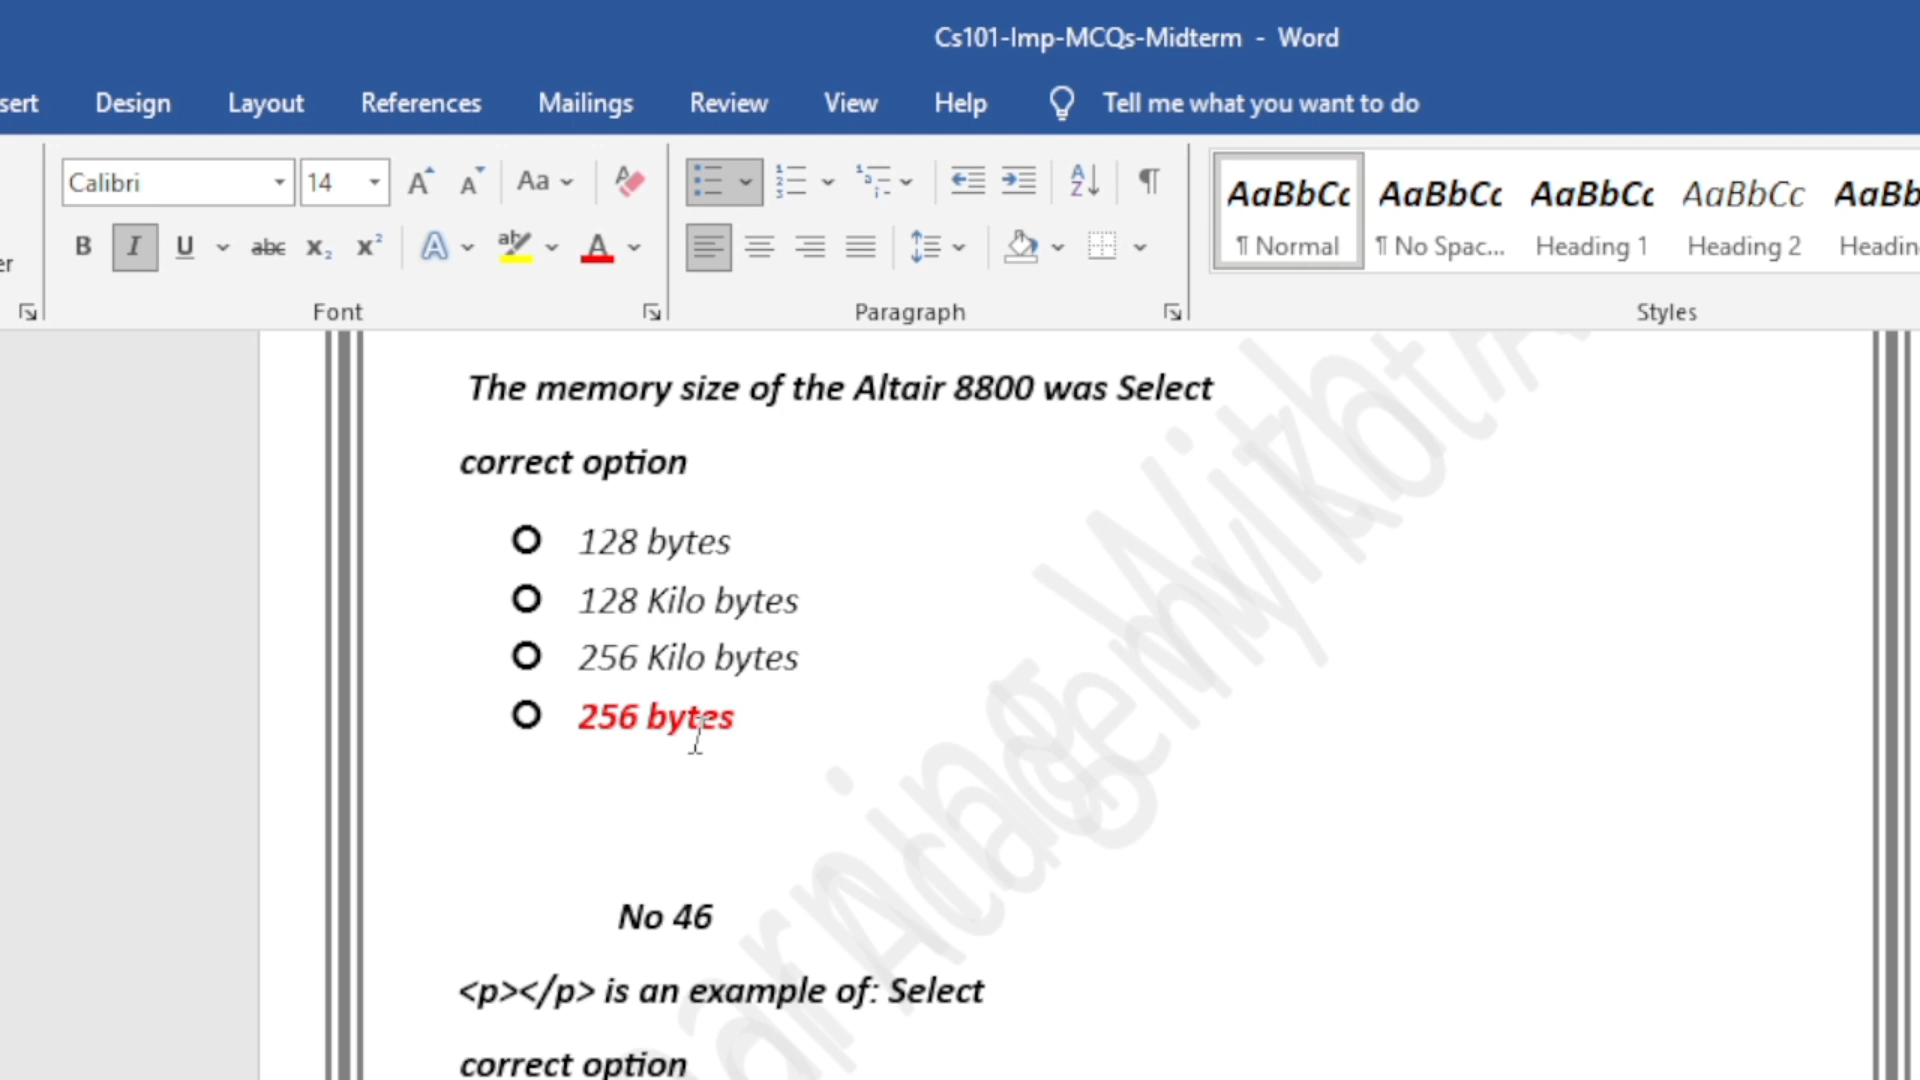 Cs101-Imp-MCQs-Midterm - Word
sert Design Layout References Mailings Review View Help Tell me what you want to do
Calibri 14 Aa
B I U abc x₂ x² A aby A
AaBbCc AaBbCc AaBbCc AaBbCc AaBb
¶ Normal ¶ No Spac... Heading 1 Heading 2 Headin
er
Font Paragraph Styles
The memory size of the Altair 8800 was Select
correct option
128 bytes
128 Kilo bytes
256 Kilo bytes
256 bytes
No 46
<p></p> is an example of: Select
correct option